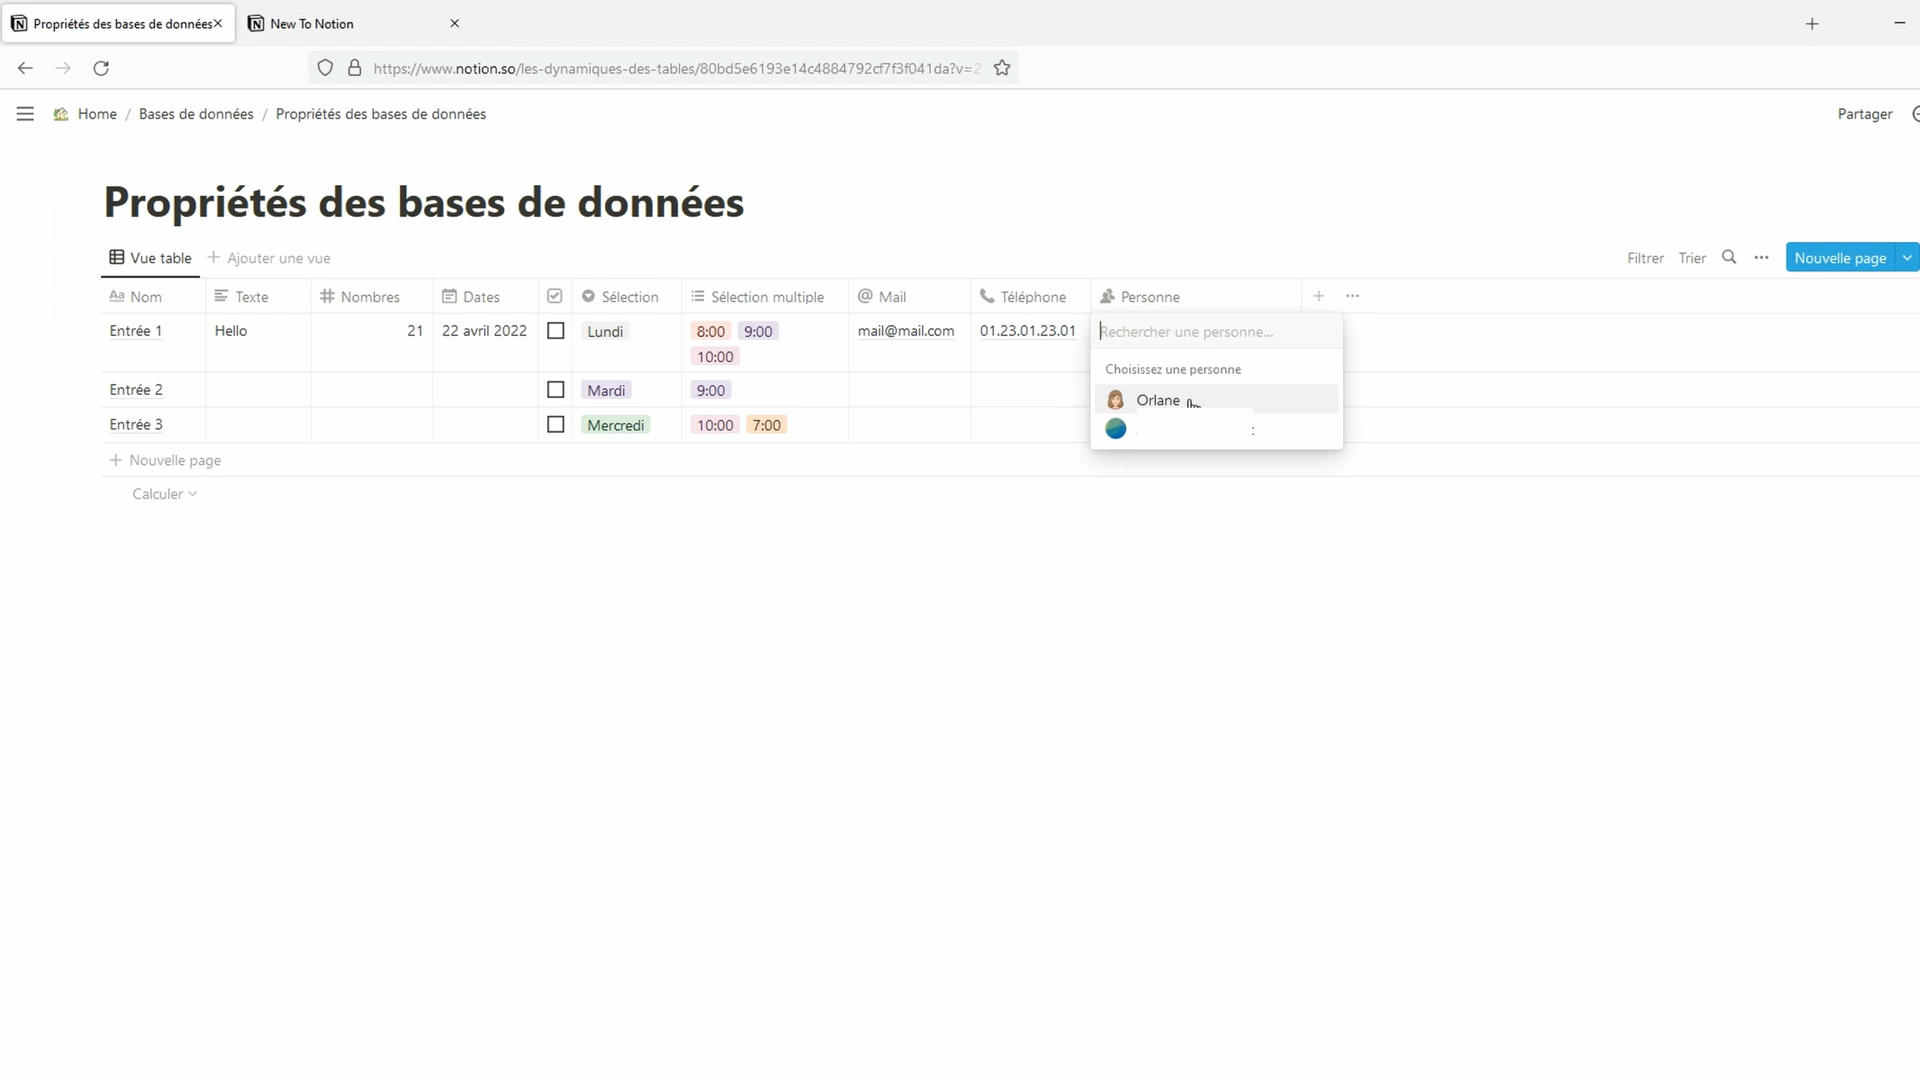 Propriétés des bases de données
New To Notion
https://www.notion.so/les-dynamiques-des-tables/80bd5e6193e14c4884792cf7f3f041da?v=2
Home / Bases de données / Propriétés des bases de données
Partager
Propriétés des bases de données
Vue table + Ajouter une vue
Filtrer Trier Nouvelle page
Aa Nom Texte Nombres Dates Sélection Sélection multiple @ Mail Téléphone Personne
Entrée 1 Hello 21 22 avril 2022 Lundi 8:00 9:00 mail@mail.com 01.23.01.23.01 Rechercher une personne...
10:00
Choisissez une personne
Entrée 2 Mardi 9:00
Orlane
Entrée 3 Mercredi 10:00 7:00
+ Nouvelle page
Calculer